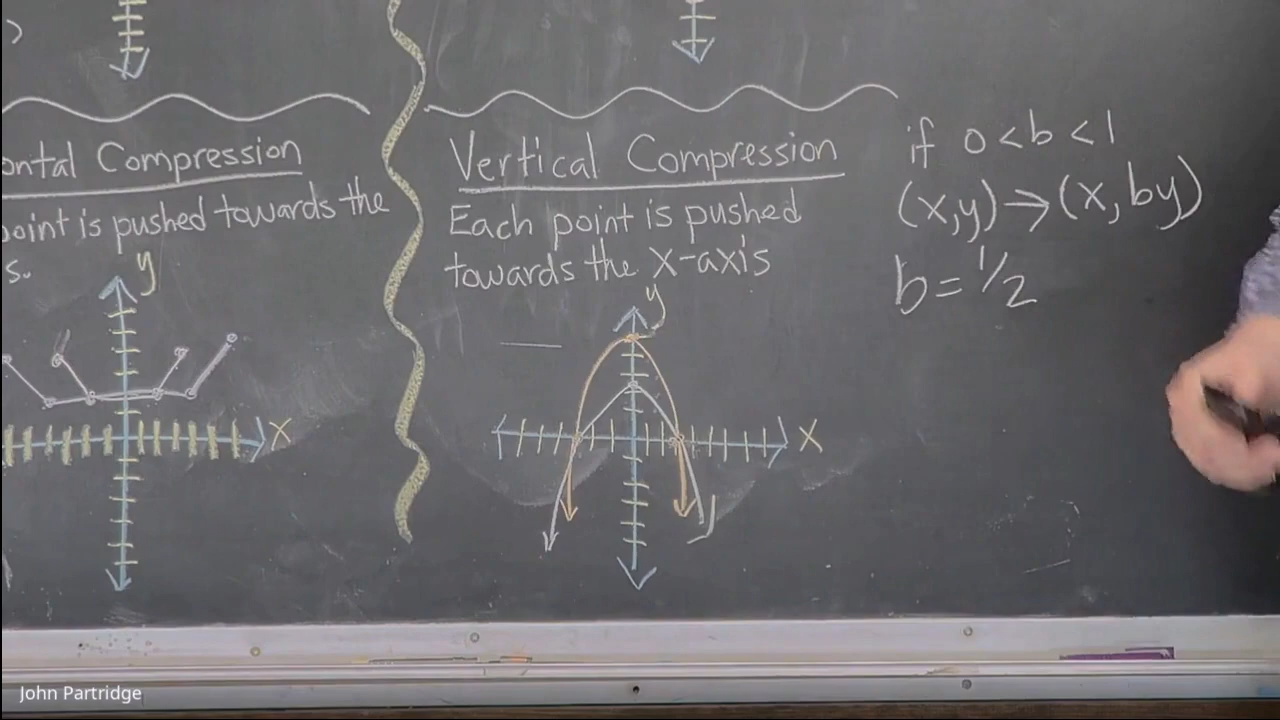 ontal Compression
point is pushed towards the
s.
y
x
Vertical Compression
Each point is pushed
towards the x-axis
y
x
if 0 < b < 1
(x,y) → (x, by)
b = 1/2
John Partridge